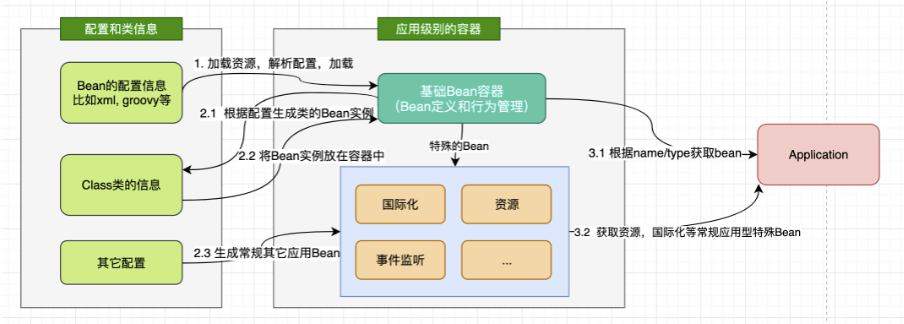 配置和类信息
应用级别的容器
Bean的配置信息
比如xml, groovy等
1. 加载资源，解析配置，加载
基础Bean容器
（Bean定义和行为管理）
2.1 根据配置生成类的Bean实例
特殊的Bean
2.2 将Bean实例放在容器中
3.1 根据name/type获取bean
Application
Class类的信息
国际化
资源
3.2 获取资源，国际化等常规应用型特殊Bean
其它配置
2.3 生成常规其它应用Bean
事件监听
...